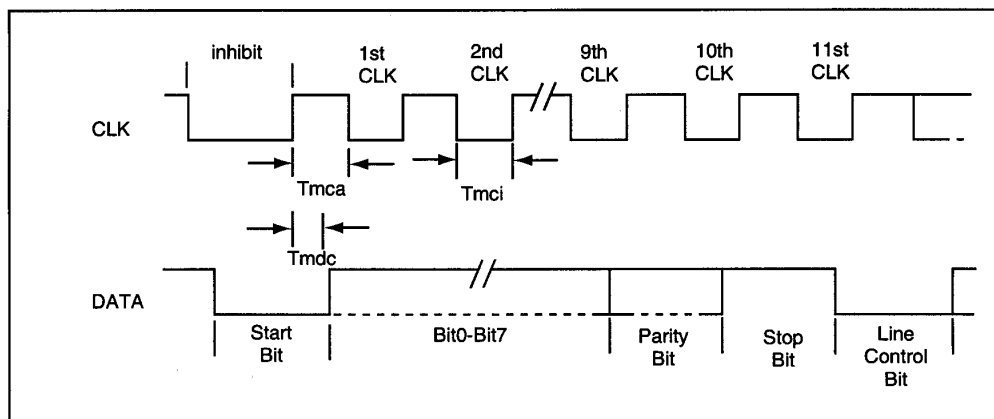 inhibit
1st
CLK
2nd
CLK
9th
CLK
10th
CLK
11st
CLK
CLK
Tmca
Tmci
Tmdc
DATA
Start
Bit
Bit0-Bit7
Parity
Bit
Stop
Bit
Line
Control
Bit